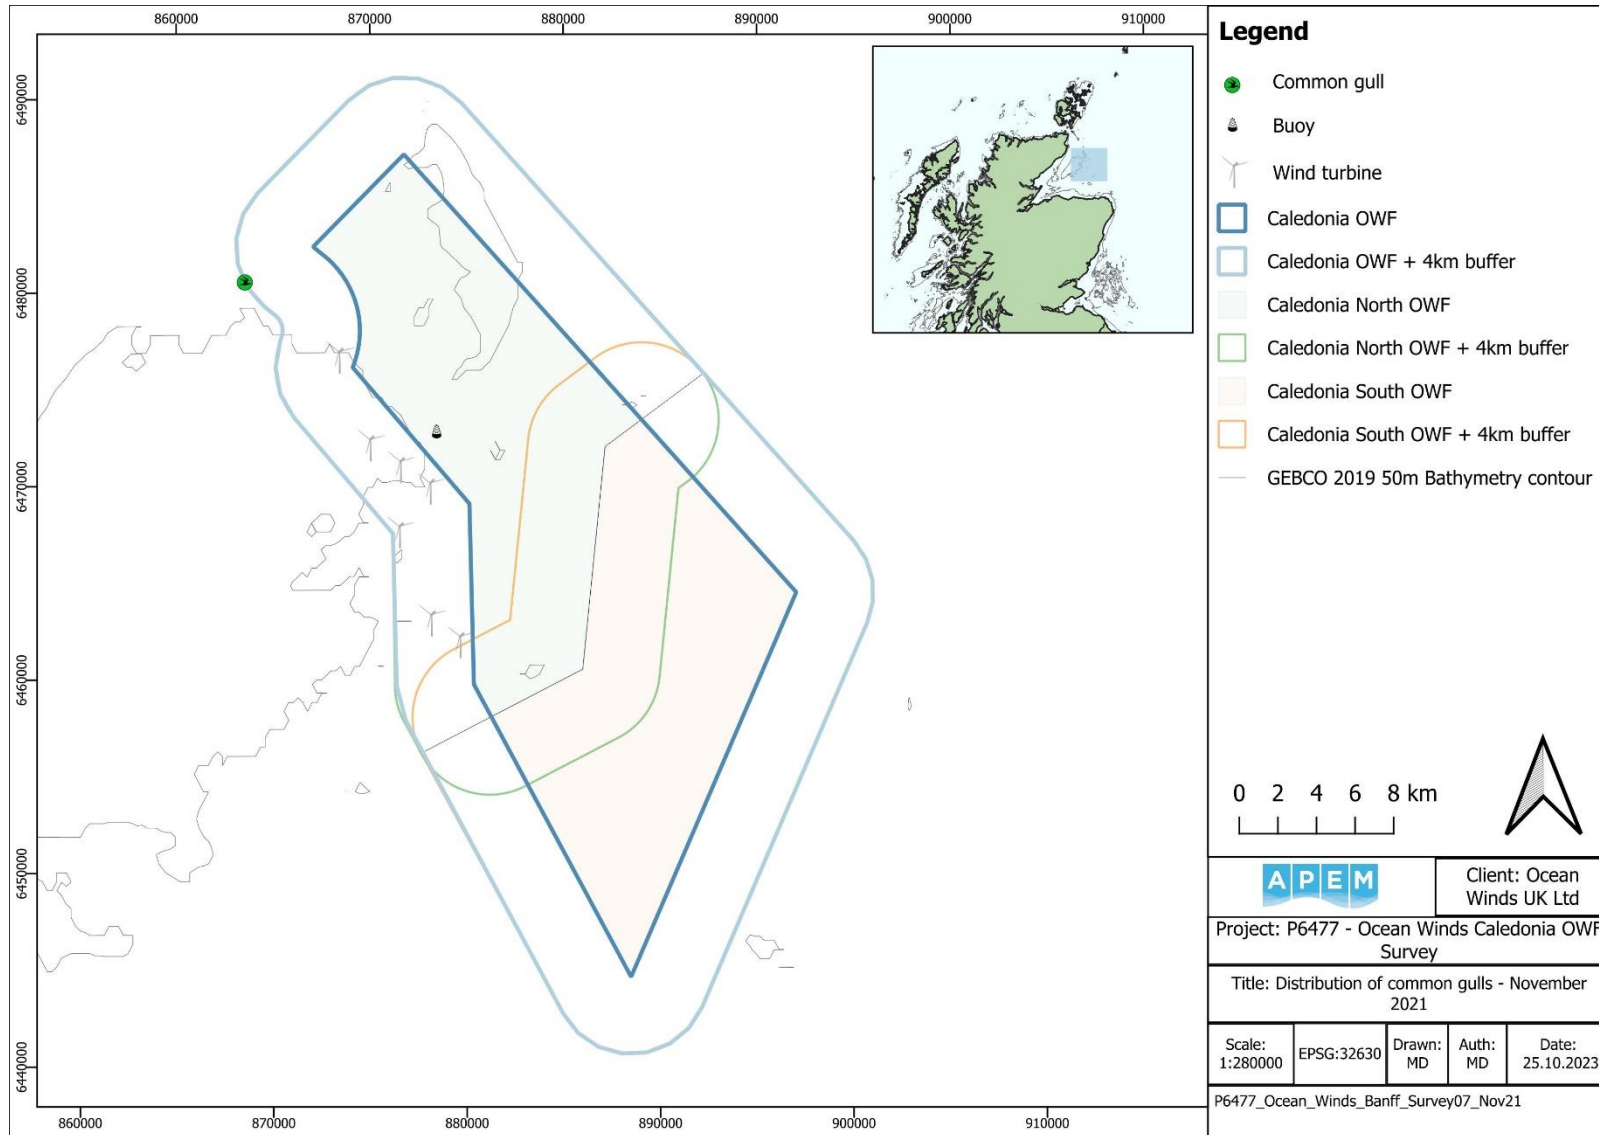 860000 870000 880000 890000 900000 910000
6490000
6480000
6470000
6460000
6450000
6440000
860000 870000 880000 890000 900000 910000
Legend
Common gull
Buoy
Wind turbine
Caledonia OWF
Caledonia OWF + 4km buffer
Caledonia North OWF
Caledonia North OWF + 4km buffer
Caledonia South OWF
Caledonia South OWF + 4km buffer
GEBCO 2019 50m Bathymetry contour
0 2 4 6 8 km
APEM
Client: Ocean
Winds UK Ltd
Project: P6477 - Ocean Winds Caledonia OWF
Survey
Title: Distribution of common gulls - November
2021
Scale:
1:280000
EPSG:32630
Drawn:
MD
Auth:
MD
Date:
25.10.2023
P6477_Ocean_Winds_Banff_Survey07_Nov21